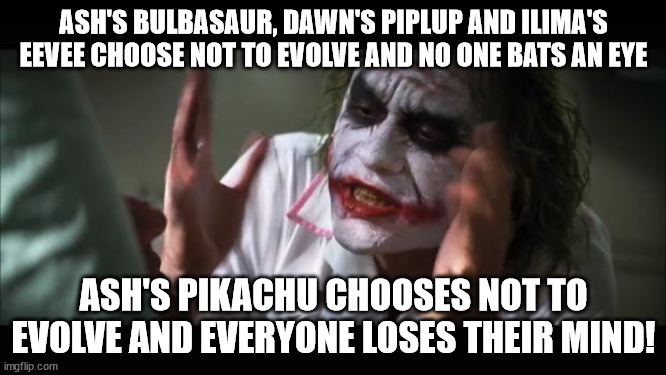 ASH'S BULBASAUR, DAWN'S PIPLUP AND ILIMA'S
EEVEE CHOOSE NOT TO EVOLVE AND NO ONE BATS AN EYE
ASH'S PIKACHU CHOOSES NOT TO
EVOLVE AND EVERYONE LOSES THEIR MIND!
imgflip.com